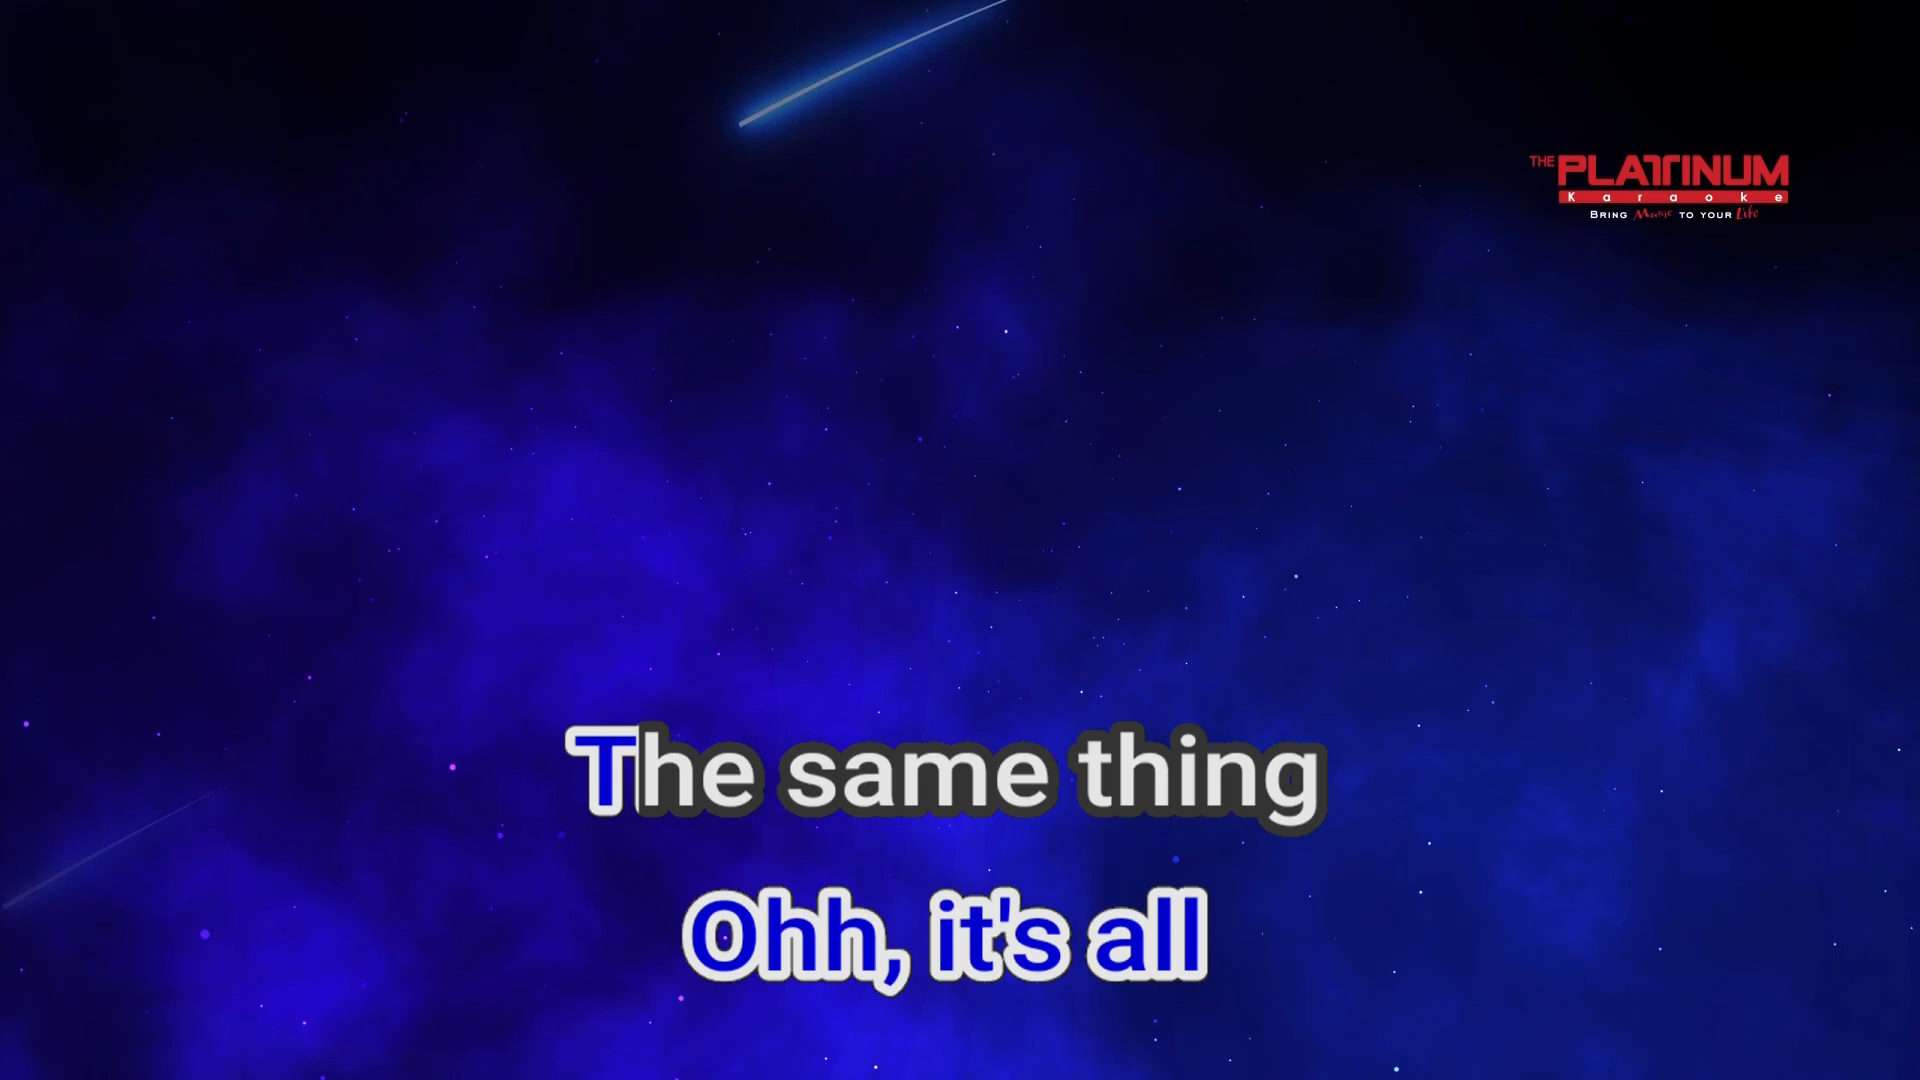 THE PLATINUM
Karaoke
BRING Music TO YOUR Life
The same thing
Ohh, it's all